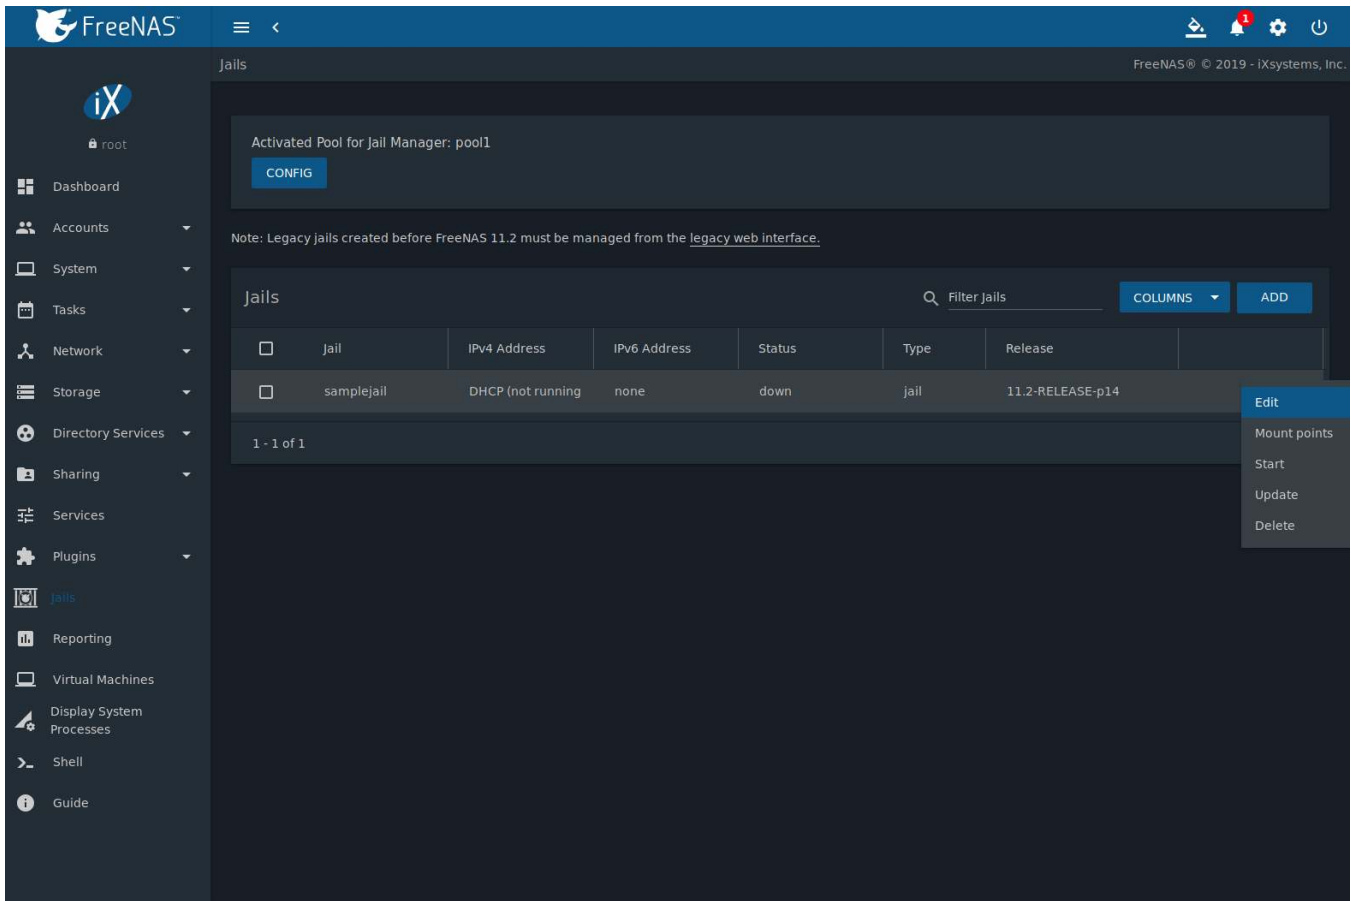 FreeNAS®
1
Jails
FreeNAS® © 2019 - iXsystems, Inc.
iX
root
Dashboard
Accounts
System
Tasks
Network
Storage
Directory Services
Sharing
Services
Plugins
Jails
Reporting
Virtual Machines
Display System
Processes
Shell
Guide
Activated Pool for Jail Manager: pool1
CONFIG
Note: Legacy jails created before FreeNAS 11.2 must be managed from the legacy web interface.
Jails
Filter Jails
COLUMNS
ADD
Jail IPv4 Address IPv6 Address Status Type Release
samplejail DHCP (not running none down jail 11.2-RELEASE-p14
1 - 1 of 1
Edit
Mount points
Start
Update
Delete